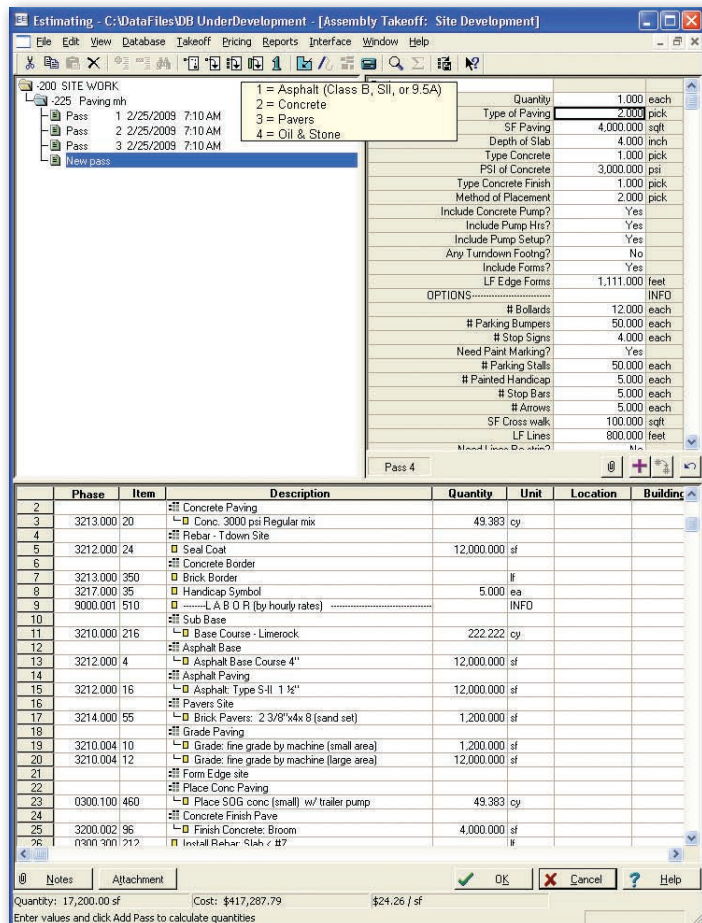 Estimating - C:\DataFiles\DB UnderDevelopment - [Assembly Takeoff: Site Development]
File Edit View Database Takeoff Pricing Reports Interface Window Help
-200 SITE WORK
-225 Paving mh
Pass 1 2/25/2009 7:10 AM
Pass 2 2/25/2009 7:10 AM
Pass 3 2/25/2009 7:10 AM
New pass
1 = Asphalt (Class B, SII, or 9.5A)
2 = Concrete
3 = Pavers
4 = Oil & Stone
Quantity 1.000 each
Type of Paving 2.000 pick
SF Paving 4,000.000 sqft
Depth of Slab 4.000 inch
Type Concrete 1.000 pick
PSI of Concrete 3,000.000 psi
Type Concrete Finish 1.000 pick
Method of Placement 2.000 pick
Include Concrete Pump? Yes
Include Pump Hrs? Yes
Include Pump Setup? Yes
Any Turndown Footng? No
Include Forms? Yes
LF Edge Forms 1,111.000 feet
OPTIONS--------------------------- INFO
# Bollards 12.000 each
# Parking Bumpers 50.000 each
# Stop Signs 4.000 each
Need Paint Marking? Yes
# Parking Stalls 50.000 each
# Painted Handicap 5.000 each
# Stop Bars 5.000 each
# Arrows 5.000 each
SF Cross walk 100.000 sqft
LF Lines 800.000 feet
Need Lines Re-strip? No
Pass 4
Phase Item Description Quantity Unit Location Building
2 Concrete Paving
3 3213.000 20 Conc. 3000 psi Regular mix 49.383 cy
4 Rebar - Tdown Site
5 3212.000 24 Seal Coat 12,000.000 sf
6 Concrete Border
7 3213.000 350 Brick Border lf
8 3217.000 35 Handicap Symbol 5.000 ea
9 9000.001 510 --------L A B O R (by hourly rates) ----------------------------------- INFO
10 Sub Base
11 3210.000 216 Base Course - Limerock 222.222 cy
12 Asphalt Base
13 3212.000 4 Asphalt Base Course 4" 12,000.000 sf
14 Asphalt Paving
15 3212.000 16 Asphalt: Type S-II 1 ½" 12,000.000 sf
16 Pavers Site
17 3214.000 55 Brick Pavers: 2 3/8"x4x 8 (sand set) 1,200.000 sf
18 Grade Paving
19 3210.004 10 Grade: fine grade by machine (small area) 1,200.000 sf
20 3210.004 12 Grade: fine grade by machine (large area) 12,000.000 sf
21 Form Edge site
22 Place Conc Paving
23 0300.100 460 Place SOG conc (small) w/ trailer pump 49.383 cy
24 Concrete Finish Pave
25 3200.002 96 Finish Concrete: Broom 4,000.000 sf
26 0300.300 212 Install Rebar: Slab < #7 lf
Notes Attachment OK Cancel Help
Quantity: 17,200.00 sf Cost: $417,287.79 $24.26 / sf
Enter values and click Add Pass to calculate quantities